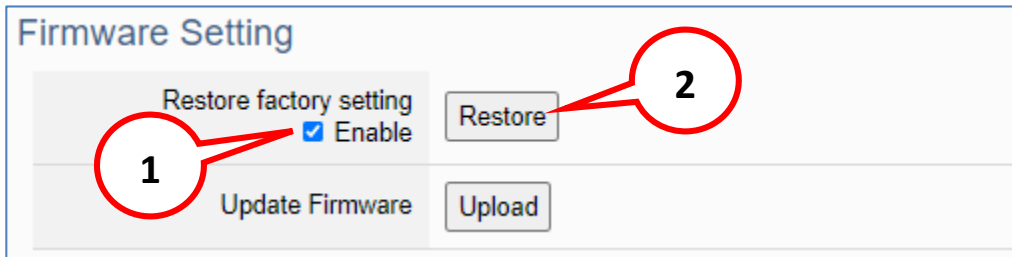 Firmware Setting
Restore factory setting
Enable
Restore
2
1
Update Firmware
Upload